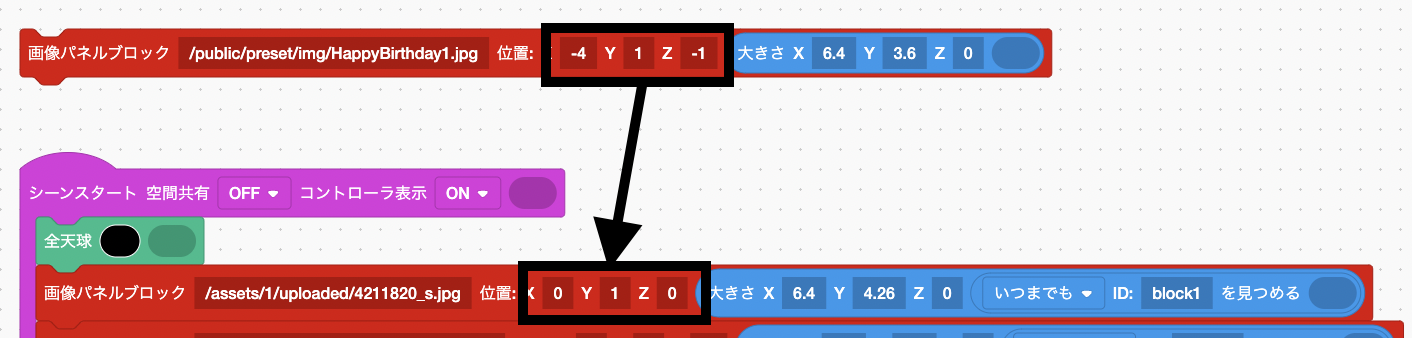 画像パネルブロック /public/preset/img/HappyBirthday1.jpg 位置: -4 Y 1 Z -1 大きさ X 6.4 Y 3.6 Z 0
シーンスタート 空間共有 OFF コントローラ表示 ON
全天球
画像パネルブロック /assets/1/uploaded/4211820_s.jpg 位置: X 0 Y 1 Z 0 大きさ X 6.4 Y 4.26 Z 0 いつまでも ID: block1 を見つめる